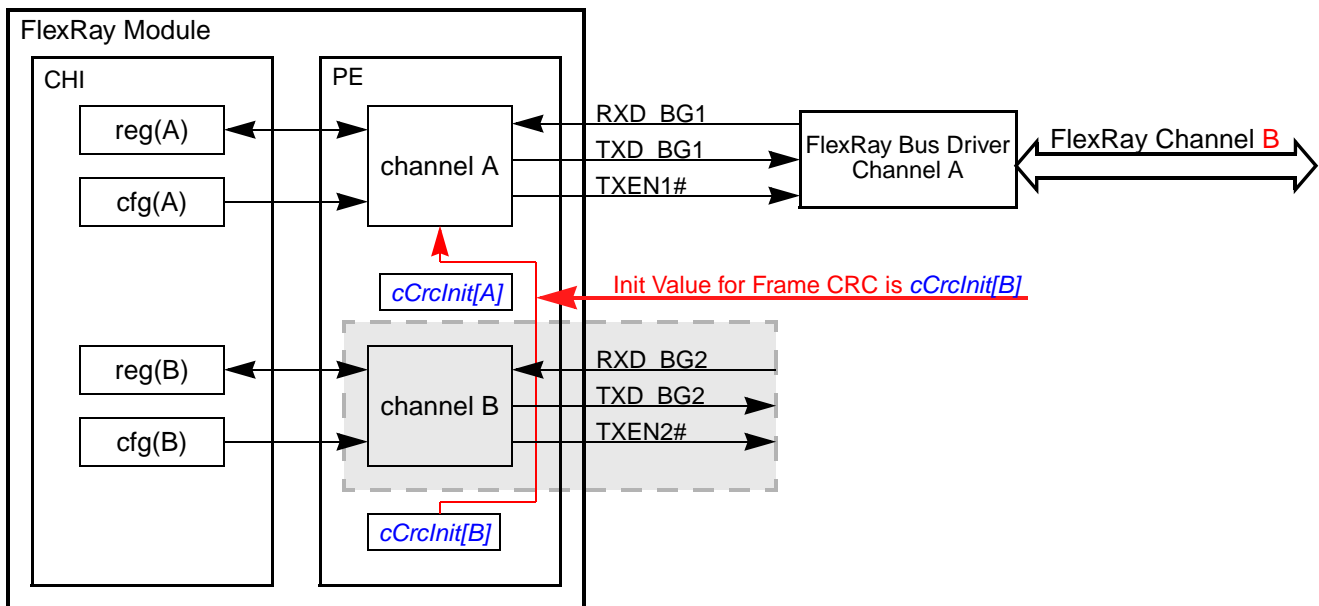 FlexRay Module
CHI
PE
reg(A)
cfg(A)
channel A
RXD_BG1
TXD_BG1
TXEN1#
FlexRay Bus Driver
Channel A
FlexRay Channel B
cCrcInit[A]
Init Value for Frame CRC is cCrcInit[B]
reg(B)
cfg(B)
channel B
RXD_BG2
TXD_BG2
TXEN2#
cCrcInit[B]